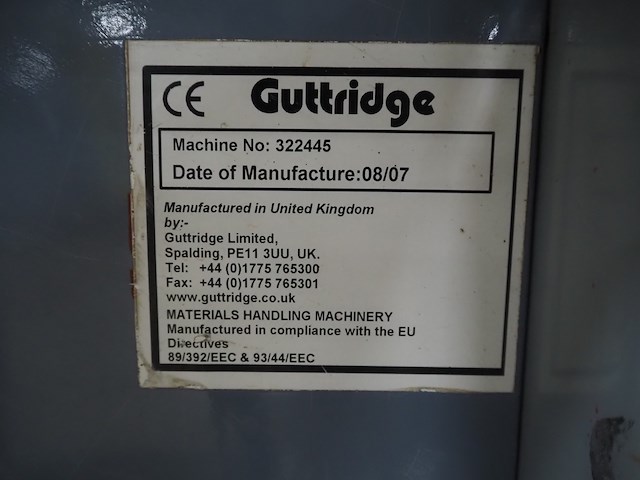 CE Guttridge
Machine No: 322445
Date of Manufacture:08/07
Manufactured in United Kingdom
by:-
Guttridge Limited,
Spalding, PE11 3UU, UK.
Tel: +44 (0)1775 765300
Fax: +44 (0)1775 765301
www.guttridge.co.uk
MATERIALS HANDLING MACHINERY
Manufactured in compliance with the EU
Directives
89/392/EEC & 93/44/EEC